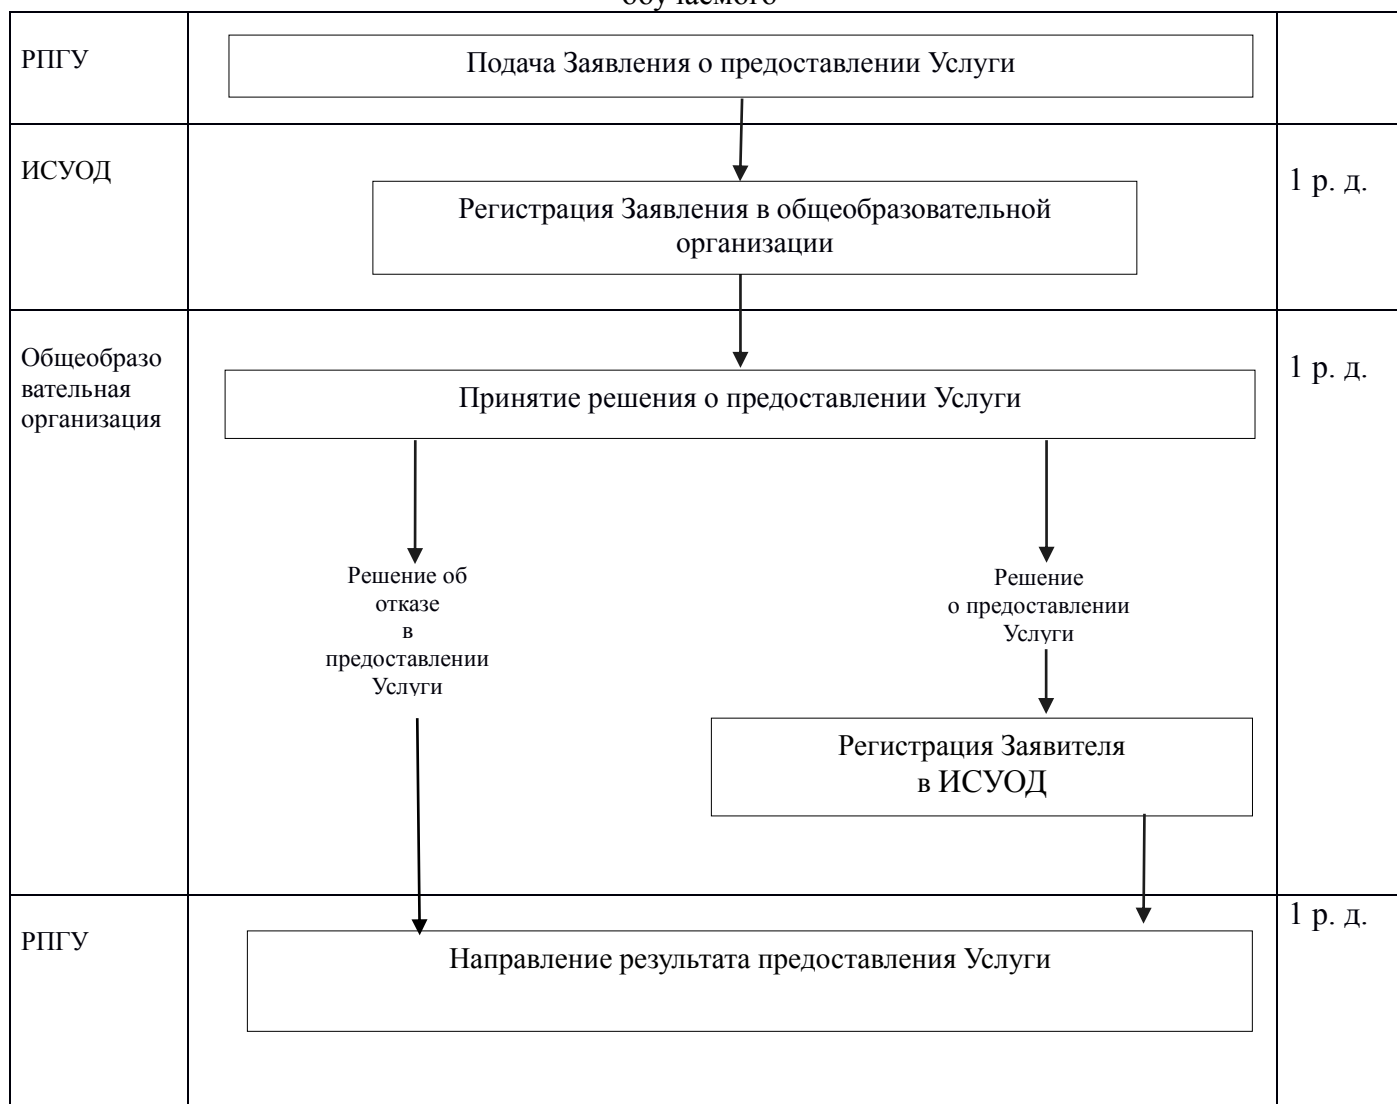 обучаемого
РПГУ
Подача Заявления о предоставлении Услуги
ИСУОД
Регистрация Заявления в общеобразовательной
организации
1 р. д.
Общеобразо
вательная
организация
Принятие решения о предоставлении Услуги
1 р. д.
Решение об
отказе
в
предоставлении
Услуги
Решение
о предоставлении
Услуги
Регистрация Заявителя
в ИСУОД
РПГУ
Направление результата предоставления Услуги
1 р. д.